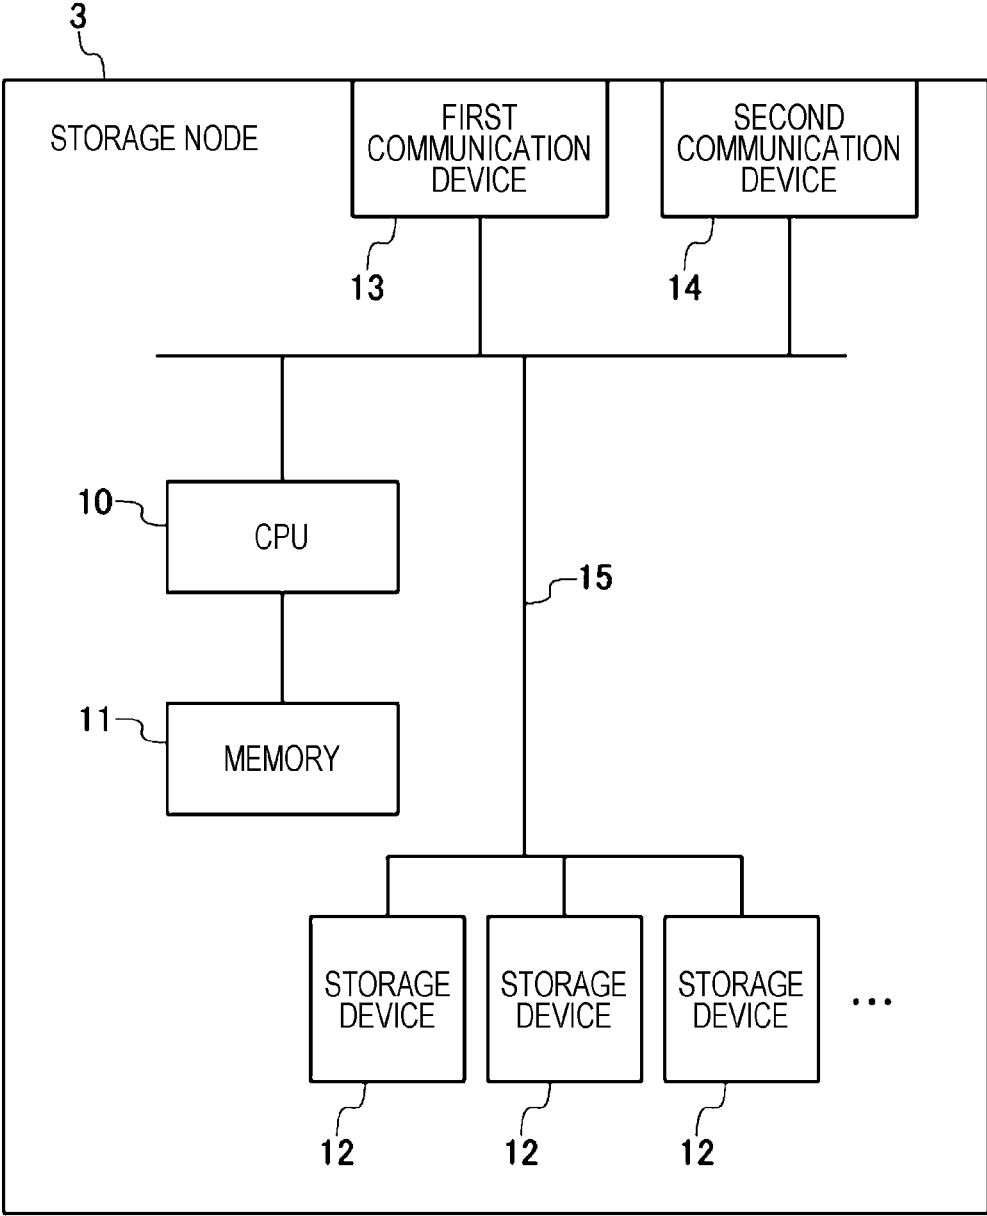 3
STORAGE NODE
FIRST
COMMUNICATION
DEVICE
SECOND
COMMUNICATION
DEVICE
13
14
10
CPU
15
11
MEMORY
STORAGE
DEVICE
STORAGE
DEVICE
STORAGE
DEVICE
...
12
12
12